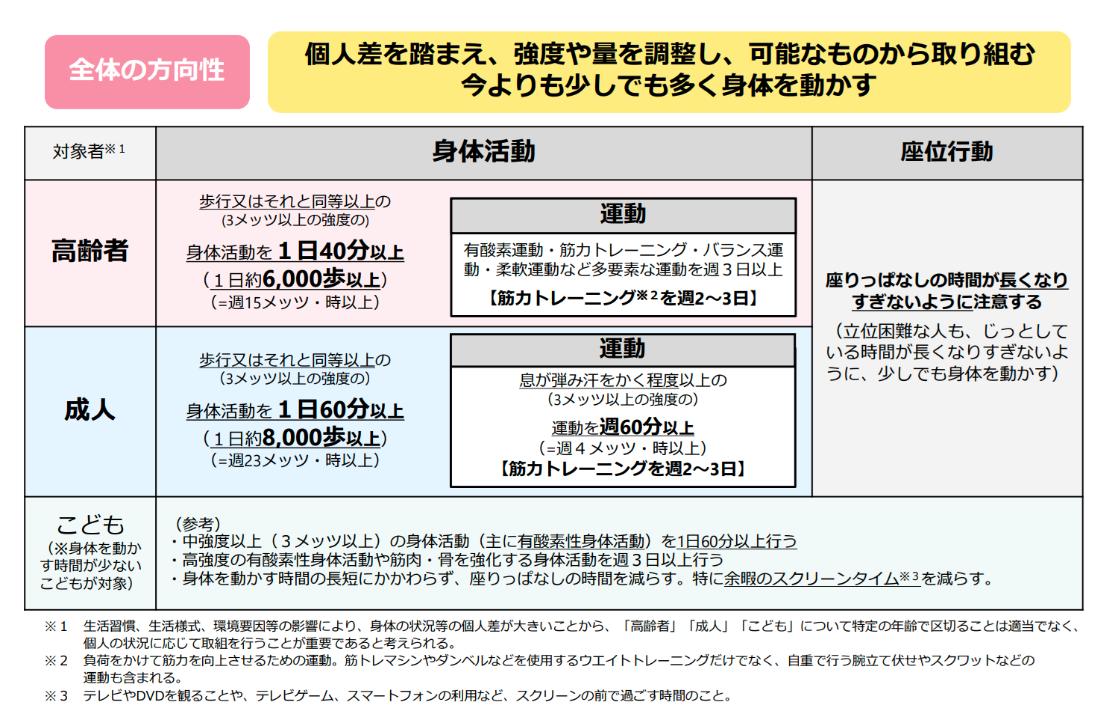 全体の方向性
個人差を踏まえ、強度や量を調整し、可能なものから取り組む
今よりも少しでも多く身体を動かす
対象者※1
身体活動
座位行動
高齢者
歩行又はそれと同等以上の
(3メッツ以上の強度の)
身体活動を1日40分以上
（1日約6,000歩以上）
(=週15メッツ・時以上)
運動
有酸素運動・筋力トレーニング・バランス運
動・柔軟運動など多要素な運動を週３日以上
【筋力トレーニング※２を週2～3日】
成人
歩行又はそれと同等以上の
（3メッツ以上の強度の）
身体活動を1日60分以上
（1日約8,000歩以上）
(=週23メッツ・時以上)
運動
息が弾み汗をかく程度以上の
（3メッツ以上の強度の）
運動を週60分以上
(=週４メッツ・時以上)
【筋力トレーニングを週2～3日】
座りっぱなしの時間が長くなり
すぎないように注意する
（立位困難な人も、じっとして
いる時間が長くなりすぎないよ
うに、少しでも身体を動かす）
こども
（※身体を動か
す時間が少ない
こどもが対象）
（参考）
・中強度以上（３メッツ以上）の身体活動（主に有酸素性身体活動）を1日60分以上行う
・高強度の有酸素性身体活動や筋肉・骨を強化する身体活動を週３日以上行う
・身体を動かす時間の長短にかかわらず、座りっぱなしの時間を減らす。特に余暇のスクリーンタイム※３を減らす。
※１　生活習慣、生活様式、環境要因等の影響により、身体の状況等の個人差が大きいことから、「高齢者」「成人」「こども」について特定の年齢で区切ることは適当でなく、
個人の状況に応じて取組を行うことが重要であると考えられる。
※２　負荷をかけて筋力を向上させるための運動。筋トレマシンやダンベルなどを使用するウエイトトレーニングだけでなく、自重で行う腕立て伏せやスクワットなどの
運動も含まれる。
※３　テレビやDVDを観ることや、テレビゲーム、スマートフォンの利用など、スクリーンの前で過ごす時間のこと。